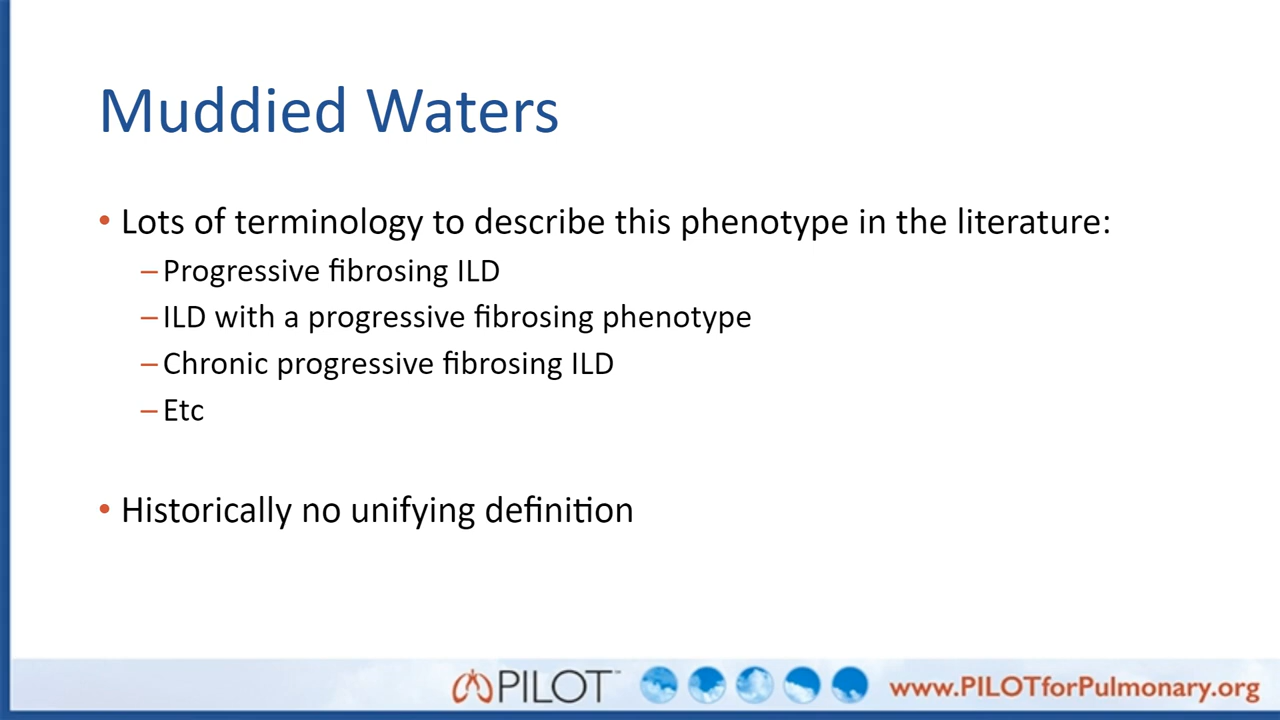 Muddied Waters
• Lots of terminology to describe this phenotype in the literature:
– Progressive fibrosing ILD
– ILD with a progressive fibrosing phenotype
– Chronic progressive fibrosing ILD
– Etc
• Historically no unifying definition
PILOT™ www.PILOTforPulmonary.org